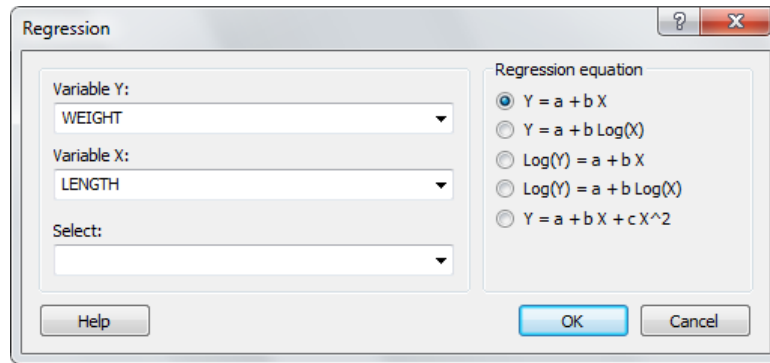 Regression
?
X
Variable Y:
WEIGHT
Variable X:
LENGTH
Select:
Regression equation
Y = a + b X
Y = a + b Log(X)
Log(Y) = a + b X
Log(Y) = a + b Log(X)
Y = a + b X + c X^2
Help
OK
Cancel